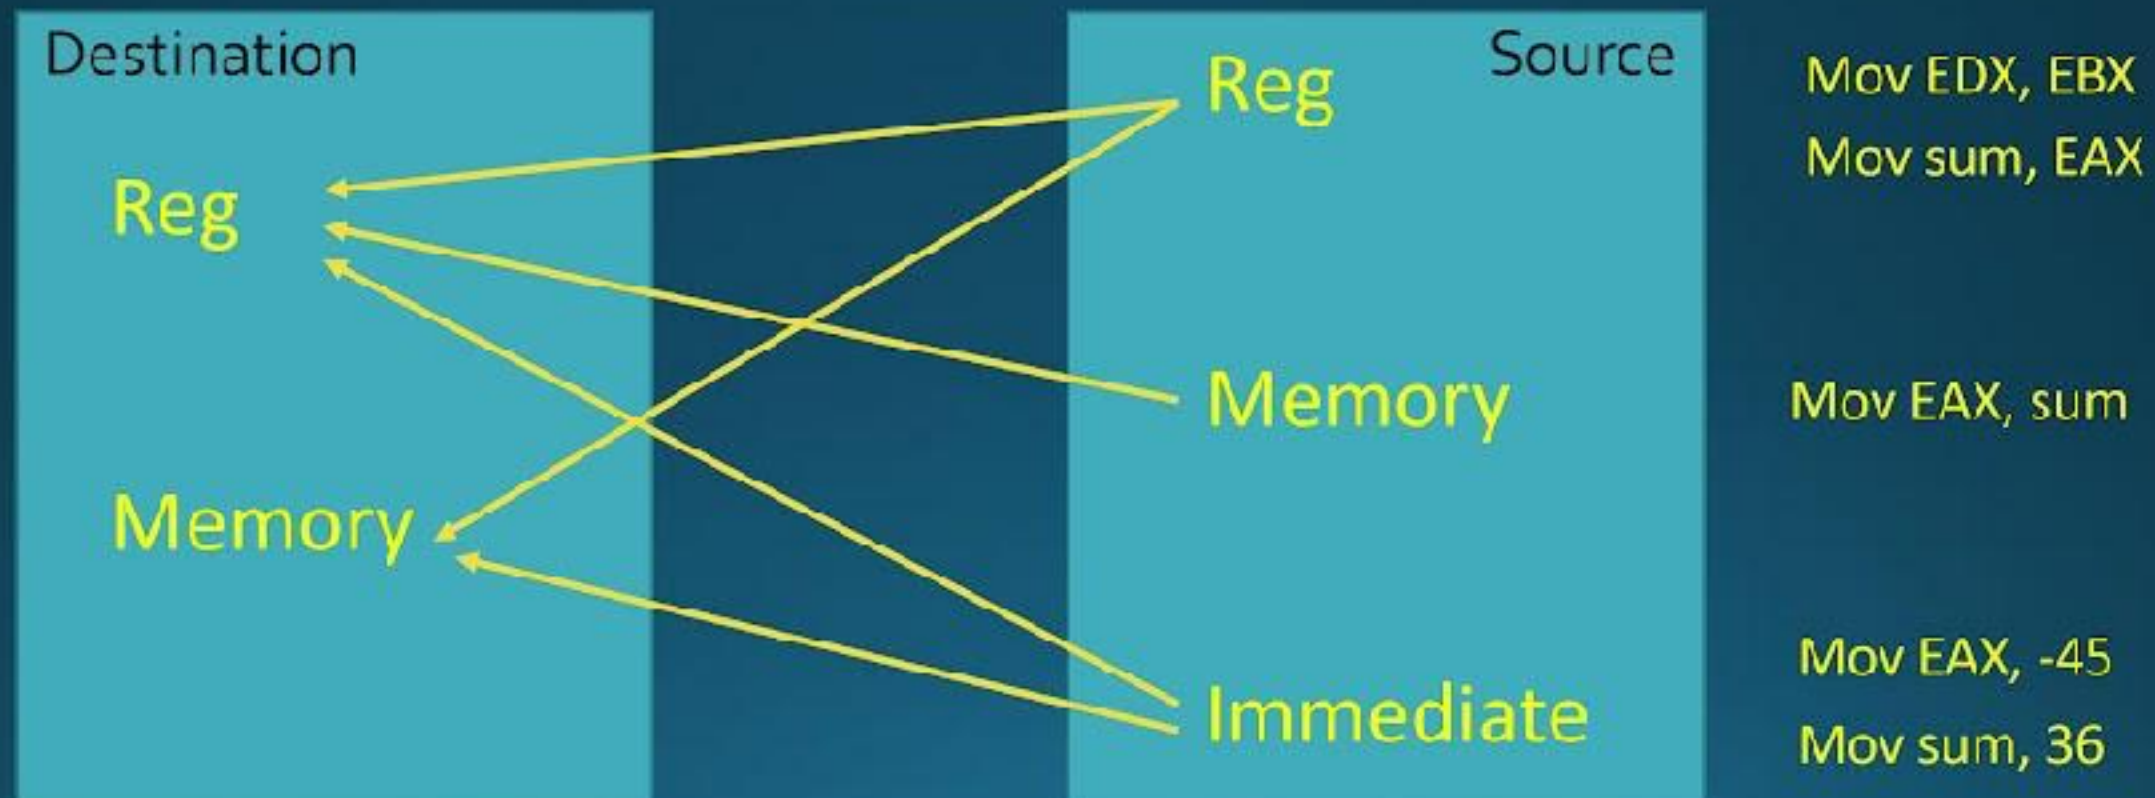 Destination
Reg
Memory
Source
Reg
Memory
Immediate
Mov EDX, EBX
Mov sum, EAX
Mov EAX, sum
Mov EAX, -45
Mov sum, 36